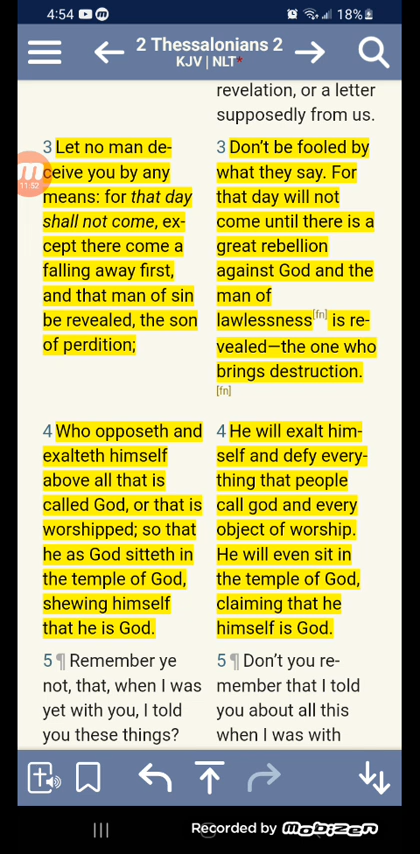 4:54 18%
2 Thessalonians 2
KJV | NLT*
revelation, or a letter
supposedly from us.
3 Let no man de-
ceive you by any
means: for that day
shall not come, ex-
cept there come a
falling away first,
and that man of sin
be revealed, the son
of perdition;
3 Don't be fooled by
what they say. For
that day will not
come until there is a
great rebellion
against God and the
man of
lawlessness[fn] is re-
vealed—the one who
brings destruction.
[fn]
m
11:52
4 Who opposeth and
exalteth himself
above all that is
called God, or that is
worshipped; so that
he as God sitteth in
the temple of God,
shewing himself
that he is God.
4 He will exalt him-
self and defy every-
thing that people
call god and every
object of worship.
He will even sit in
the temple of God,
claiming that he
himself is God.
5 ¶ Remember ye
not, that, when I was
yet with you, I told
you these things?
5 ¶ Don't you re-
member that I told
you about all this
when I was with
Recorded by Mobizen